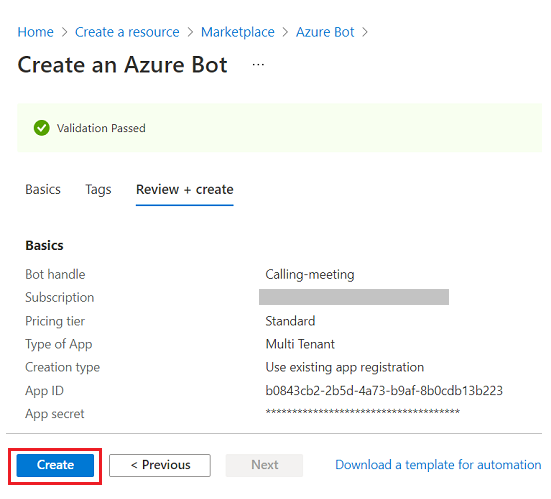 Home > Create a resource > Marketplace > Azure Bot >
Create an Azure Bot ...
Validation Passed
Basics Tags Review + create
Basics
Bot handle Calling-meeting
Subscription
Pricing tier Standard
Type of App Multi Tenant
Creation type Use existing app registration
App ID b0843cb2-2b5d-4a73-b9af-8b0cdb13b223
App secret *************************************
Create < Previous Next Download a template for automation